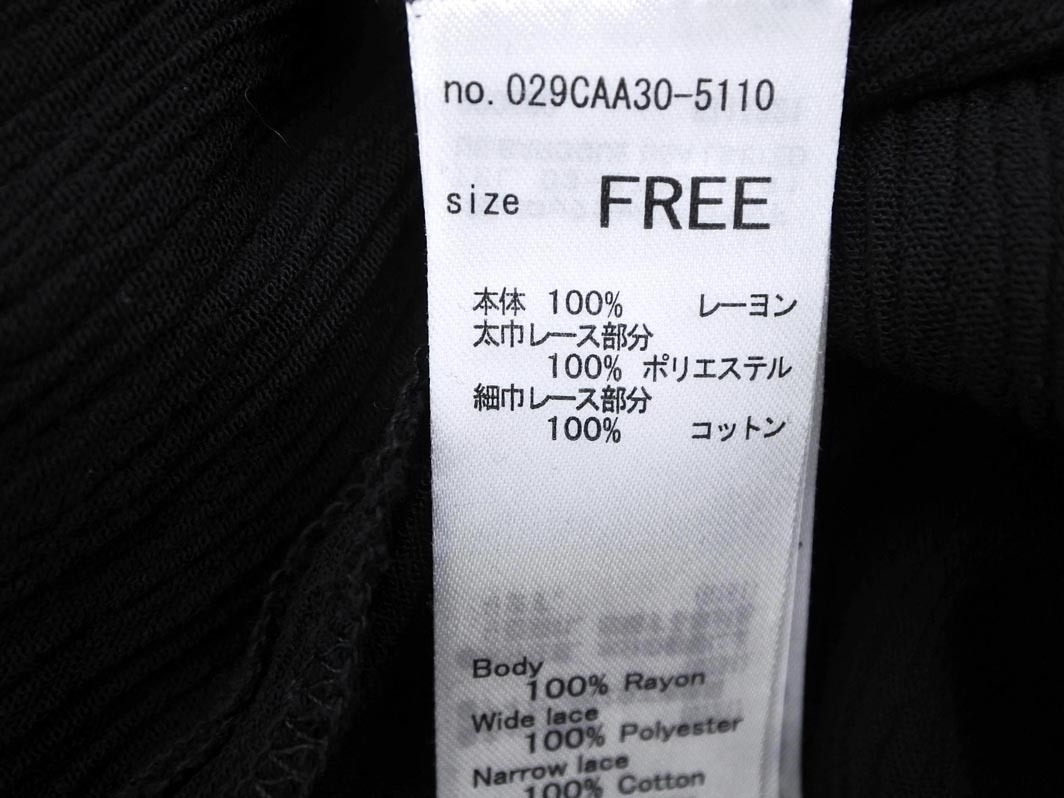 no. 029CAA30-5110
size FREE
本体 100% レーヨン
太巾レース部分
100% ポリエステル
細巾レース部分
100% コットン
Body
100% Rayon
Wide lace
100% Polyester
Narrow lace
100% Cotton